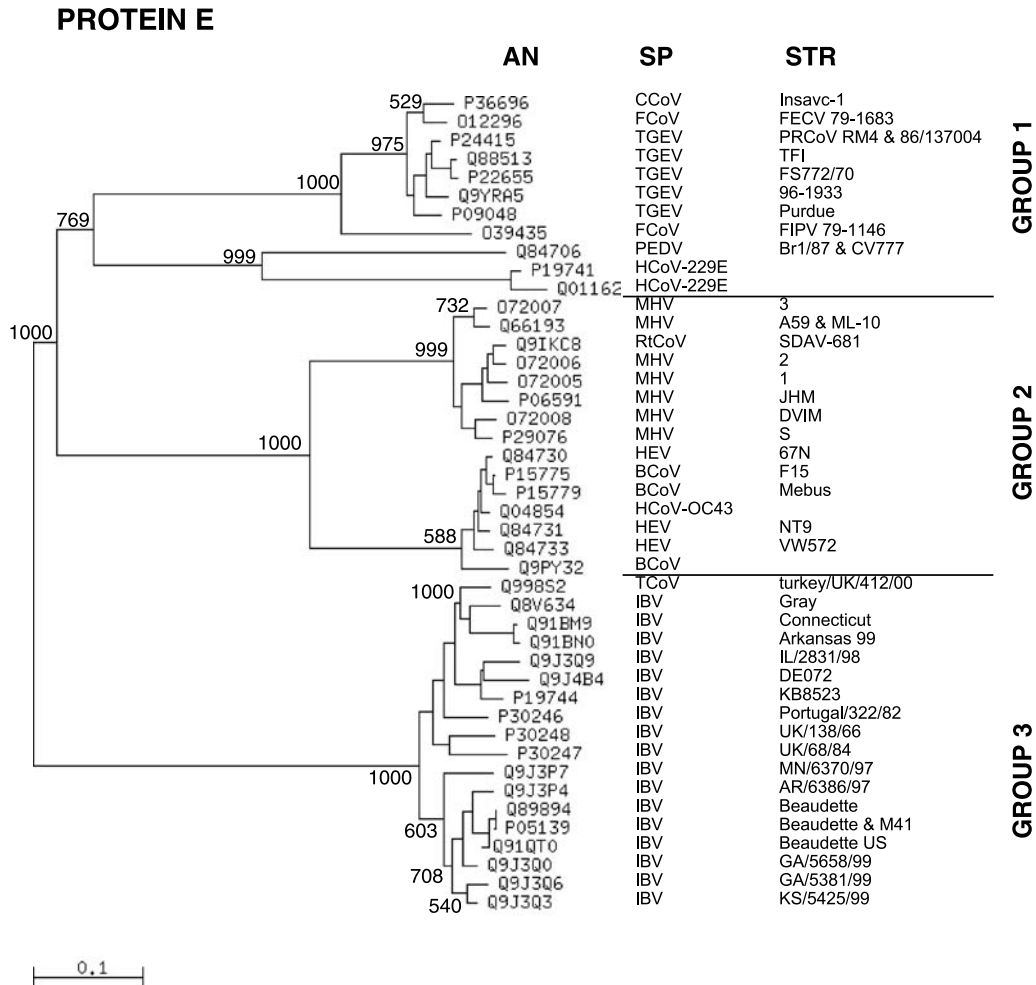 PROTEIN E
AN SP STR
529 P36696 CCoV Insavc-1
O12296 FCoV FECV 79-1683
975 P24415 TGEV PRCoV RM4 & 86/137004
Q88513 TGEV TFI
P22655 TGEV FS772/70
1000 Q9YRA5 TGEV 96-1933
P09048 TGEV Purdue
769 O39435 FCoV FIPV 79-1146
999 Q84706 PEDV Br1/87 & CV777
P19741 HCoV-229E
Q01162 HCoV-229E
GROUP 1
732 O72007 MHV 3
1000 Q66193 MHV A59 & ML-10
Q9IKC8 RtCoV SDAV-681
999 O72006 MHV 2
O72005 MHV 1
P06591 MHV JHM
O72008 MHV DVIM
1000 P29076 MHV S
Q84730 HEV 67N
P15775 BCoV F15
P15779 BCoV Mebus
Q04854 HCoV-OC43
Q84731 HEV NT9
588 Q84733 HEV VW572
Q9PY32 BCoV
GROUP 2
1000 Q998S2 TCoV turkey/UK/412/00
Q8V634 IBV Gray
Q91BM9 IBV Connecticut
Q91BN0 IBV Arkansas 99
Q9J3Q9 IBV IL/2831/98
Q9J4B4 IBV DE072
P19744 IBV KB8523
P30246 IBV Portugal/322/82
P30248 IBV UK/138/66
P30247 IBV UK/68/84
1000 Q9J3P7 IBV MN/6370/97
Q9J3P4 IBV AR/6386/97
Q89894 IBV Beaudette
603 P05139 IBV Beaudette & M41
Q91QT0 IBV Beaudette US
708 Q9J3Q0 IBV GA/5658/99
Q9J3Q6 IBV GA/5381/99
540 Q9J3Q3 IBV KS/5425/99
GROUP 3
0.1